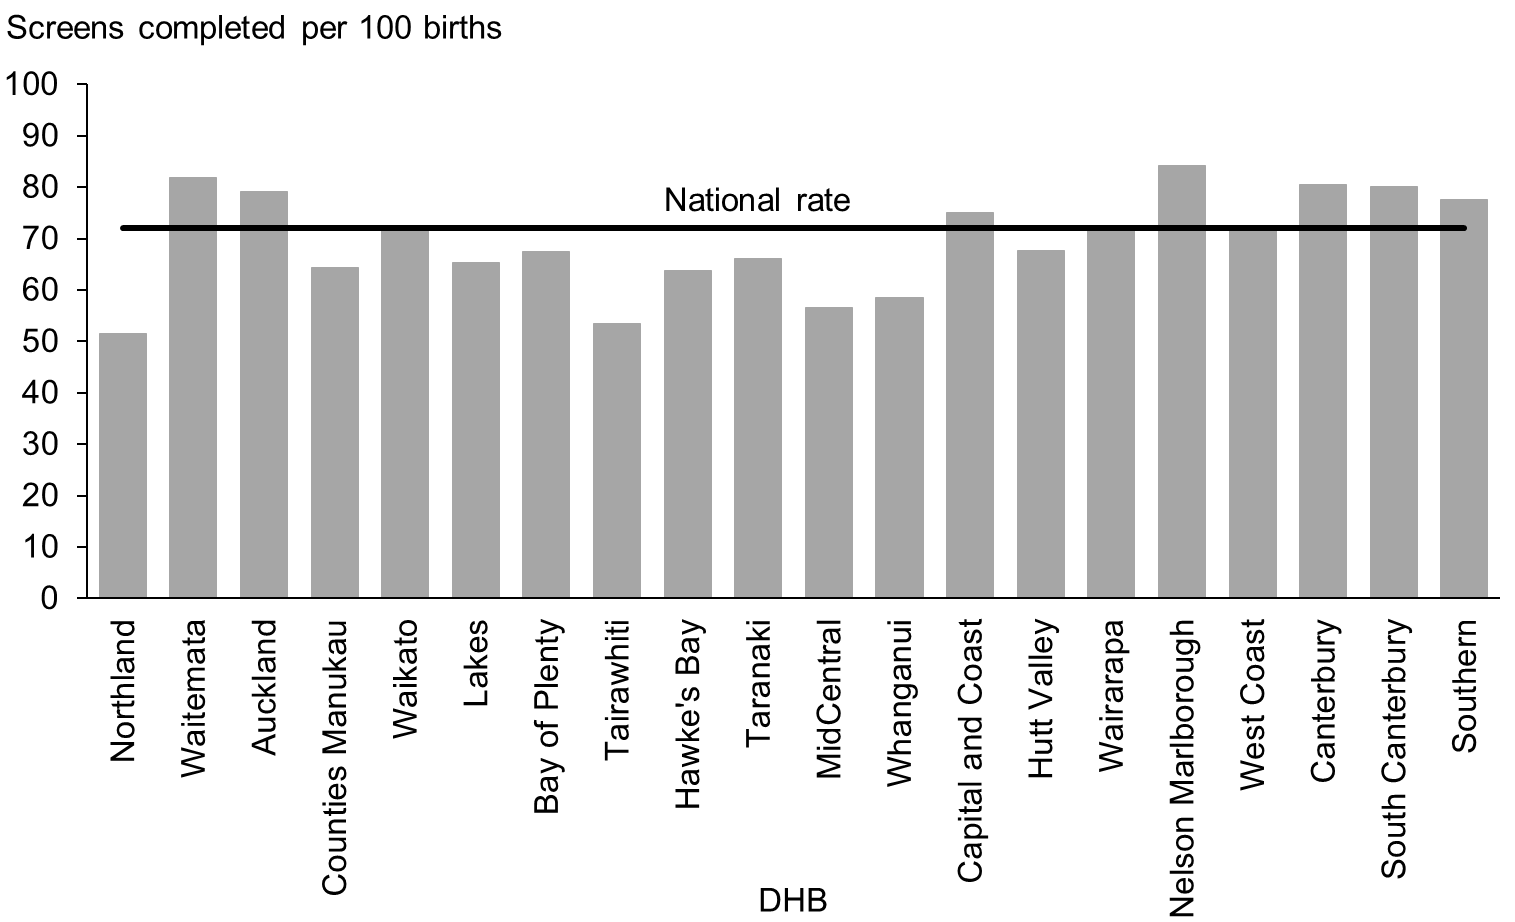 Screens completed per 100 births
100
90
80
70
60
50
40
30
20
10
0
National rate
Northland
Waitemata
Auckland
Counties Manukau
Waikato
Lakes
Bay of Plenty
Tairawhiti
Hawke's Bay
Taranaki
MidCentral
Whanganui
Capital and Coast
Hutt Valley
Wairarapa
Nelson Marlborough
West Coast
Canterbury
South Canterbury
Southern
DHB